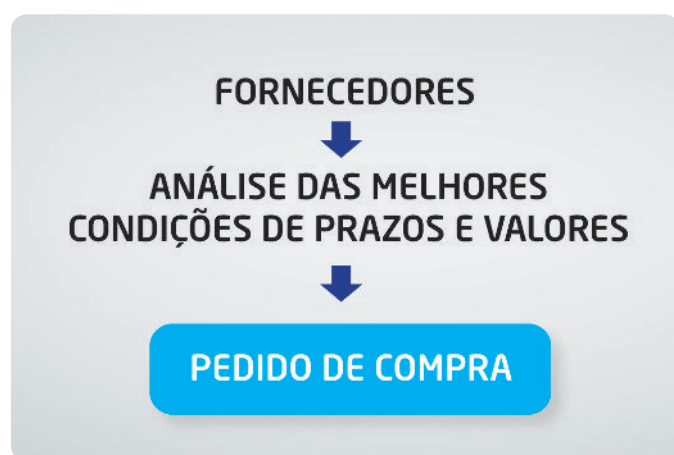 FORNECEDORES
ANÁLISE DAS MELHORES
CONDIÇÕES DE PRAZOS E VALORES
PEDIDO DE COMPRA